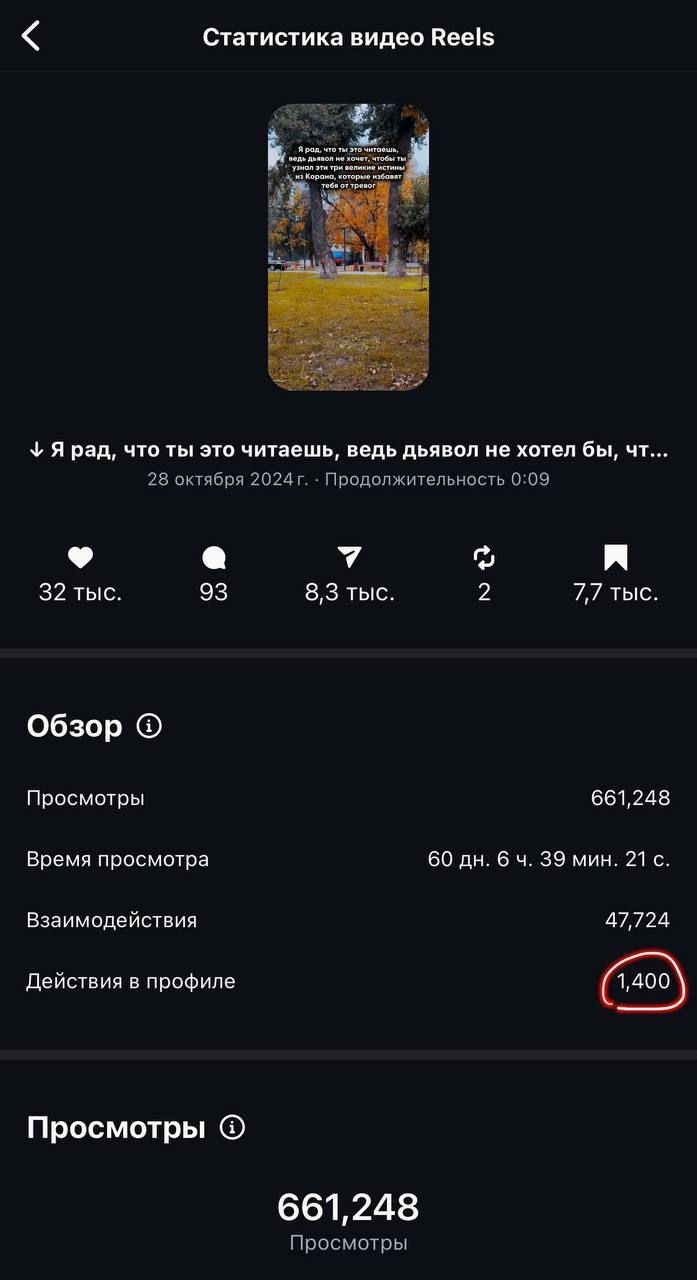 Статистика видео Reels
Я рад, что ты это читаешь,
ведь дьявол не хочет, чтобы ты
узнал эти три великие истины
из Корана, которые избавят
тебя от тревог
↓ Я рад, что ты это читаешь, ведь дьявол не хотел бы, чт...
28 октября 2024 г. · Продолжительность 0:09
32 тыс. 93 8,3 тыс. 2 7,7 тыс.
Обзор
Просмотры 661,248
Время просмотра 60 дн. 6 ч. 39 мин. 21 с.
Взаимодействия 47,724
Действия в профиле 1,400
Просмотры
661,248
Просмотры